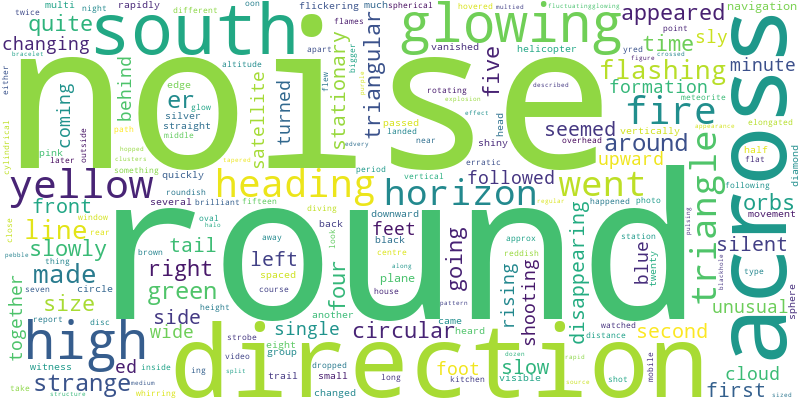 multi night flickering different oon much spherical hovered multied fluctuatingglowing navigation
twice rapidly flames apart vanished helicopter yred point crossed
bracelet quite south glowing appeared
changing bigger figure time sly
either behind edge altitude flew stationary triangular rotating explosion five described flashing meteorite minute
coming er glow satellite turned effect formation elongated
noise across
silver straight passed landed head shiny fire
cylindrical pink middle near seemed around vertically
path hopped overhead half flat
later outside tapered edvery period erratic upward diamond
clusters something quickly vertical followed appearance following
yellow roundish brilliant fifteen heading horizon went triangle orbs
several diving happened photo movement
front oval halo downward disappearing regular
line window back feet black
close rear brown away look centre station pulsing silent
slowly tail going reddish blue
pebble thing left along rising approx twenty type
round
made right spaced plane shooting unusual
seven circle green course four house blackhole
together size height another pattern sphere
report disc side came
high wide single circular heard watched second
strobe distance cloud
witness inside ed video eight group direction kitchen dozen rapid
strange ing trail dropped small long foot slow shot mobile first
take medium whirring split changed visible source sized
structure